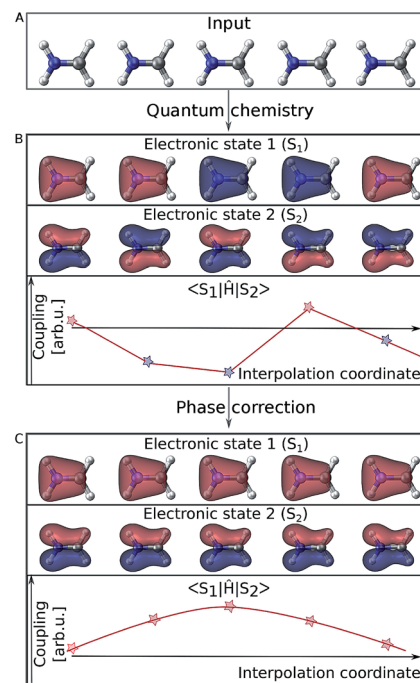 A
Input
Quantum chemistry
B
Electronic state 1 (S₁)
Electronic state 2 (S₂)
<S₁|Ĥ|S₂>
Coupling
[arb.u.]
Interpolation coordinate
Phase correction
C
Electronic state 1 (S₁)
Electronic state 2 (S₂)
<S₁|Ĥ|S₂>
Coupling
[arb.u.]
Interpolation coordinate